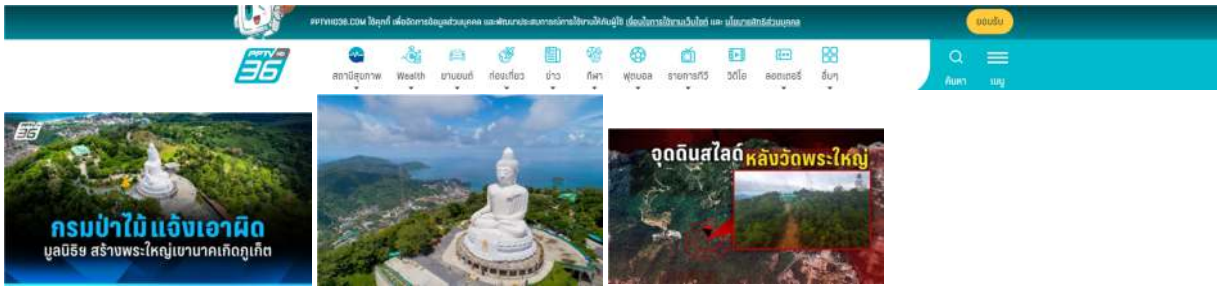 PPTVHD36.COM ใช้คุกกี้ เพื่อจัดการข้อมูลส่วนบุคคล และพัฒนาประสบการณ์การใช้งานให้กับผู้ใช้ เงื่อนไขการใช้งานเว็บไซต์ และ นโยบายสิทธิส่วนบุคคล
ยอมรับ
PPTV HD
36
สถานีสุขภาพ Wealth ยานยนต์ ท่องเที่ยว ข่าว กีฬา ฟุตบอล รายการทีวี วิดีโอ ลอตเตอรี่ อื่นๆ
ค้นหา เมนู
36
กรมป่าไม้ แจ้งเอาผิด
มูลนิธิฯ สร้างพระใหญ่เขานาคเกิดภูเก็ต
จุดดินสไลด์หลังวัดพระใหญ่